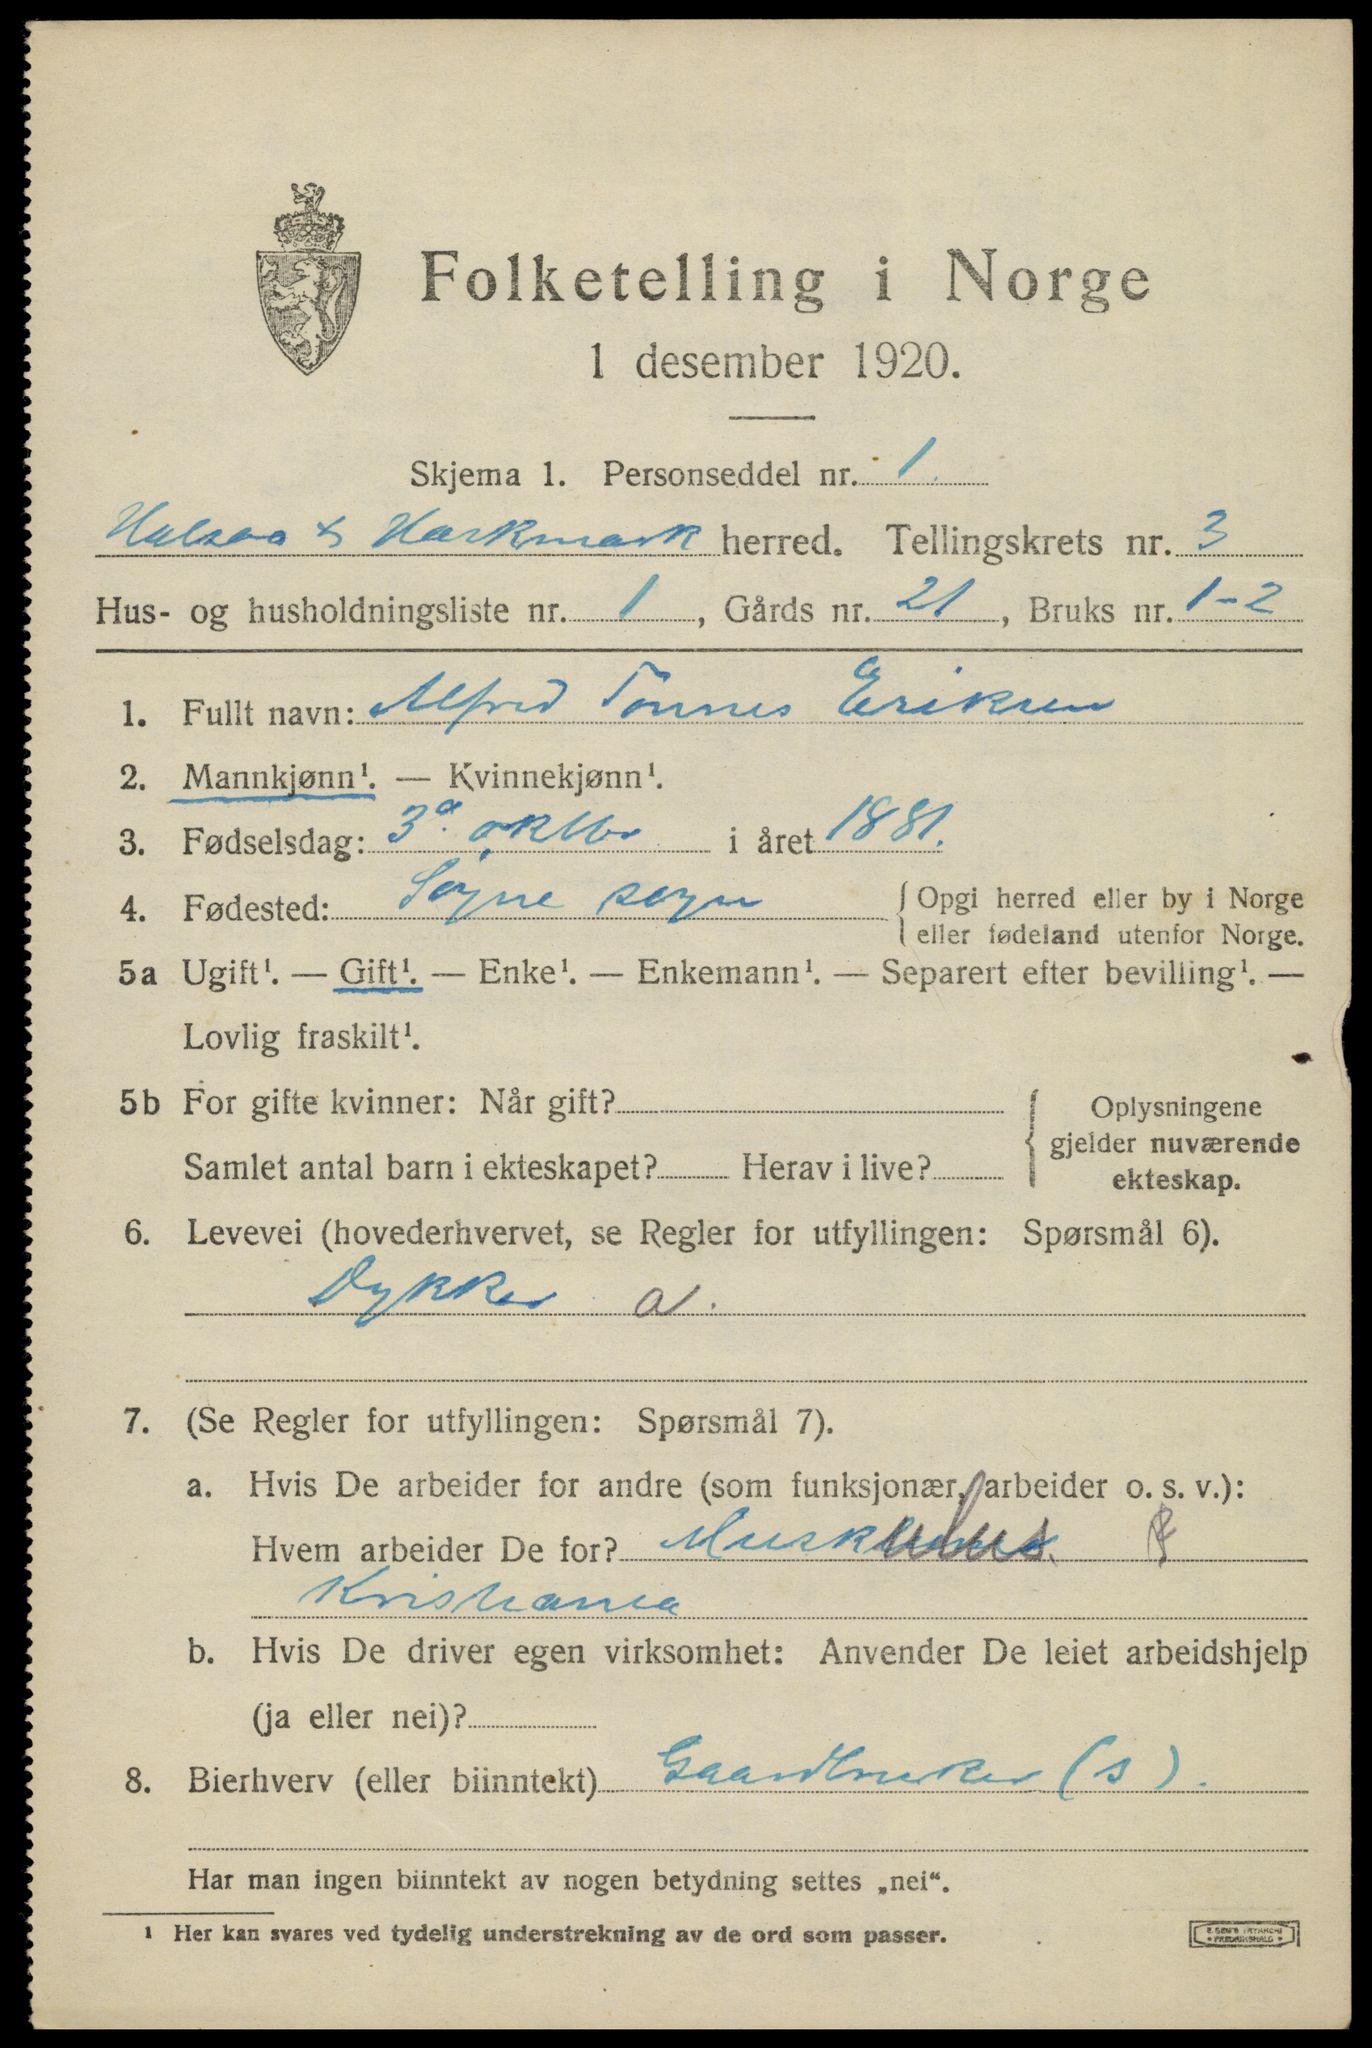 Folketelling i Norge
1 desember 1920.
Skjema 1. Personseddel nr. 1.
Halsaa & Harkmark herred. Tellingskrets nr. 3
Hus- og husholdningsliste nr. 1, Gårds nr. 21, Bruks nr. 1-2
1. Fullt navn: Alfred Tønnes Eriksen
2. Mannkjønn¹. — Kvinnekjønn¹.
3. Fødselsdag: 3. oktbr i året 1881.
4. Fødested: Søgne sogn { Opgi herred eller by i Norge
eller fødeland utenfor Norge.
5a Ugift¹. — Gift¹. — Enke¹. — Enkemann¹. — Separert efter bevilling¹. —
Lovlig fraskilt¹.
5b For gifte kvinner: Når gift?
Samlet antal barn i ekteskapet? Herav i live?
{ Oplysningene
gjelder nuværende
ekteskap.
6. Levevei (hovederhvervet, se Regler for utfyllingen: Spørsmål 6).
Dykker a.
7. (Se Regler for utfyllingen: Spørsmål 7).
a. Hvis De arbeider for andre (som funksjonær, arbeider o. s. v.):
Hvem arbeider De for?
Kristiania
b. Hvis De driver egen virksomhet: Anvender De leiet arbeidshjelp
(ja eller nei)?
8. Bierhverv (eller biinntekt) Gaardbruker (s).
Har man ingen biinntekt av nogen betydning settes „nei“.
¹ Her kan svares ved tydelig understrekning av de ord som passer.